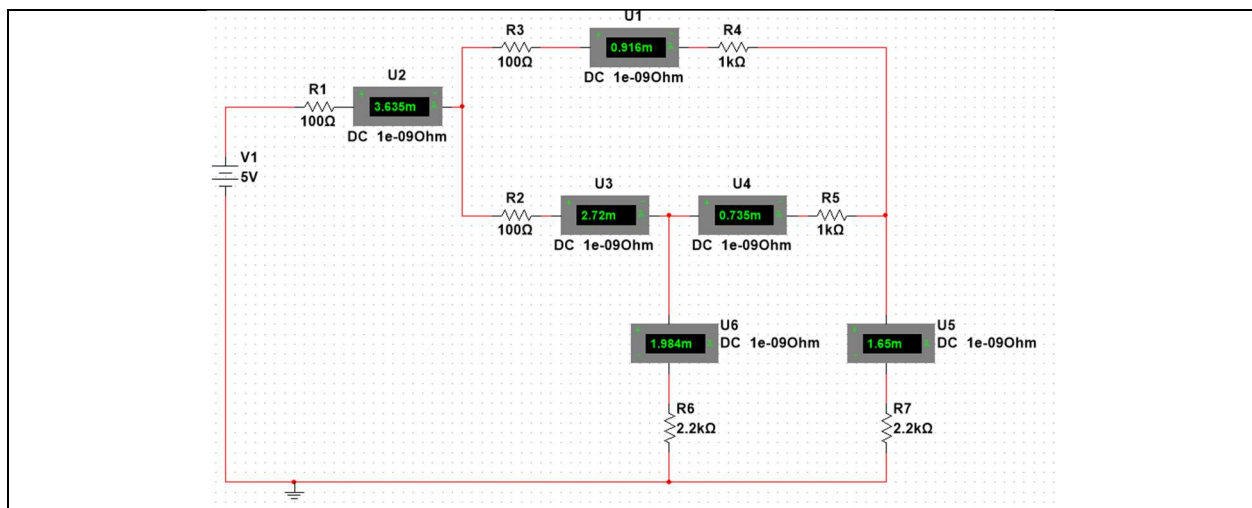 U1
R3
R4
0.916m
100Ω
DC 1e-09Ohm
1kΩ
U2
R1
3.635m
100Ω
DC 1e-09Ohm
V1
5V
U3
U4
R2
R5
2.72m
0.735m
100Ω
DC 1e-09Ohm
DC 1e-09Ohm
1kΩ
U6
U5
1.984m
DC 1e-09Ohm
1.65m
DC 1e-09Ohm
R6
2.2kΩ
R7
2.2kΩ